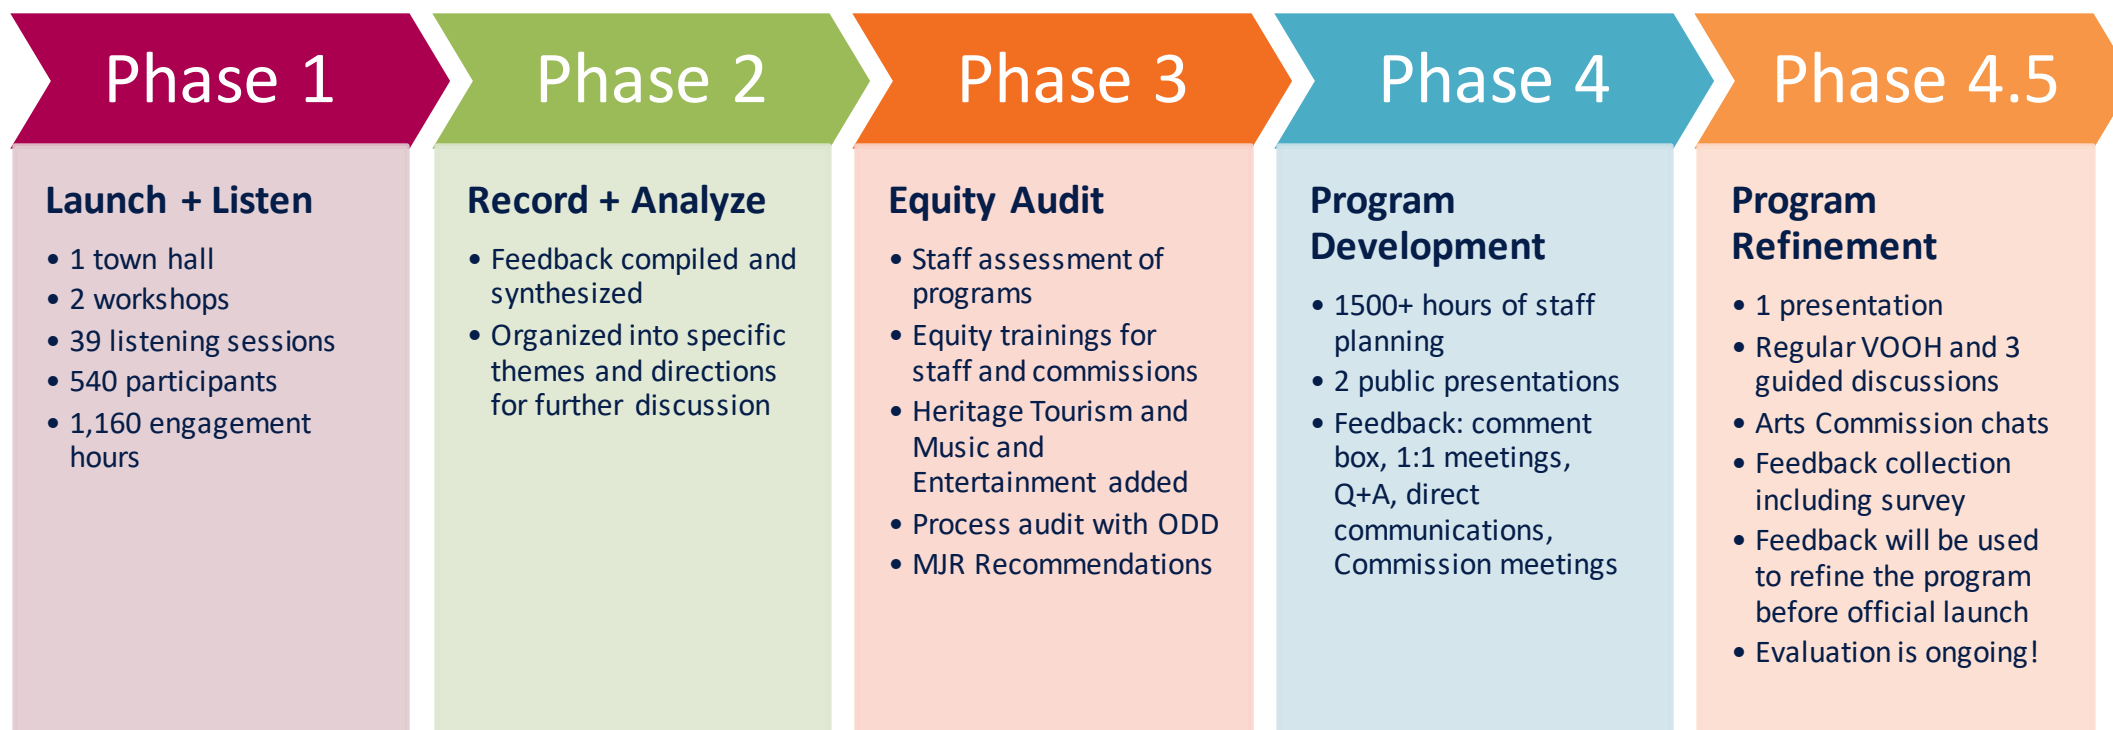 Phase 1
Launch + Listen
• 1 town hall
• 2 workshops
• 39 listening sessions
• 540 participants
• 1,160 engagement
hours
Phase 2
Record + Analyze
• Feedback compiled and
synthesized
• Organized into specific
themes and directions
for further discussion
Phase 3
Equity Audit
• Staff assessment of
programs
• Equity trainings for
staff and commissions
• Heritage Tourism and
Music and
Entertainment added
• Process audit with ODD
• MJR Recommendations
Phase 4
Program
Development
• 1500+ hours of staff
planning
• 2 public presentations
• Feedback: comment
box, 1:1 meetings,
Q+A, direct
communications,
Commission meetings
Phase 4.5
Program
Refinement
• 1 presentation
• Regular VOOH and 3
guided discussions
• Arts Commission chats
• Feedback collection
including survey
• Feedback will be used
to refine the program
before official launch
• Evaluation is ongoing!